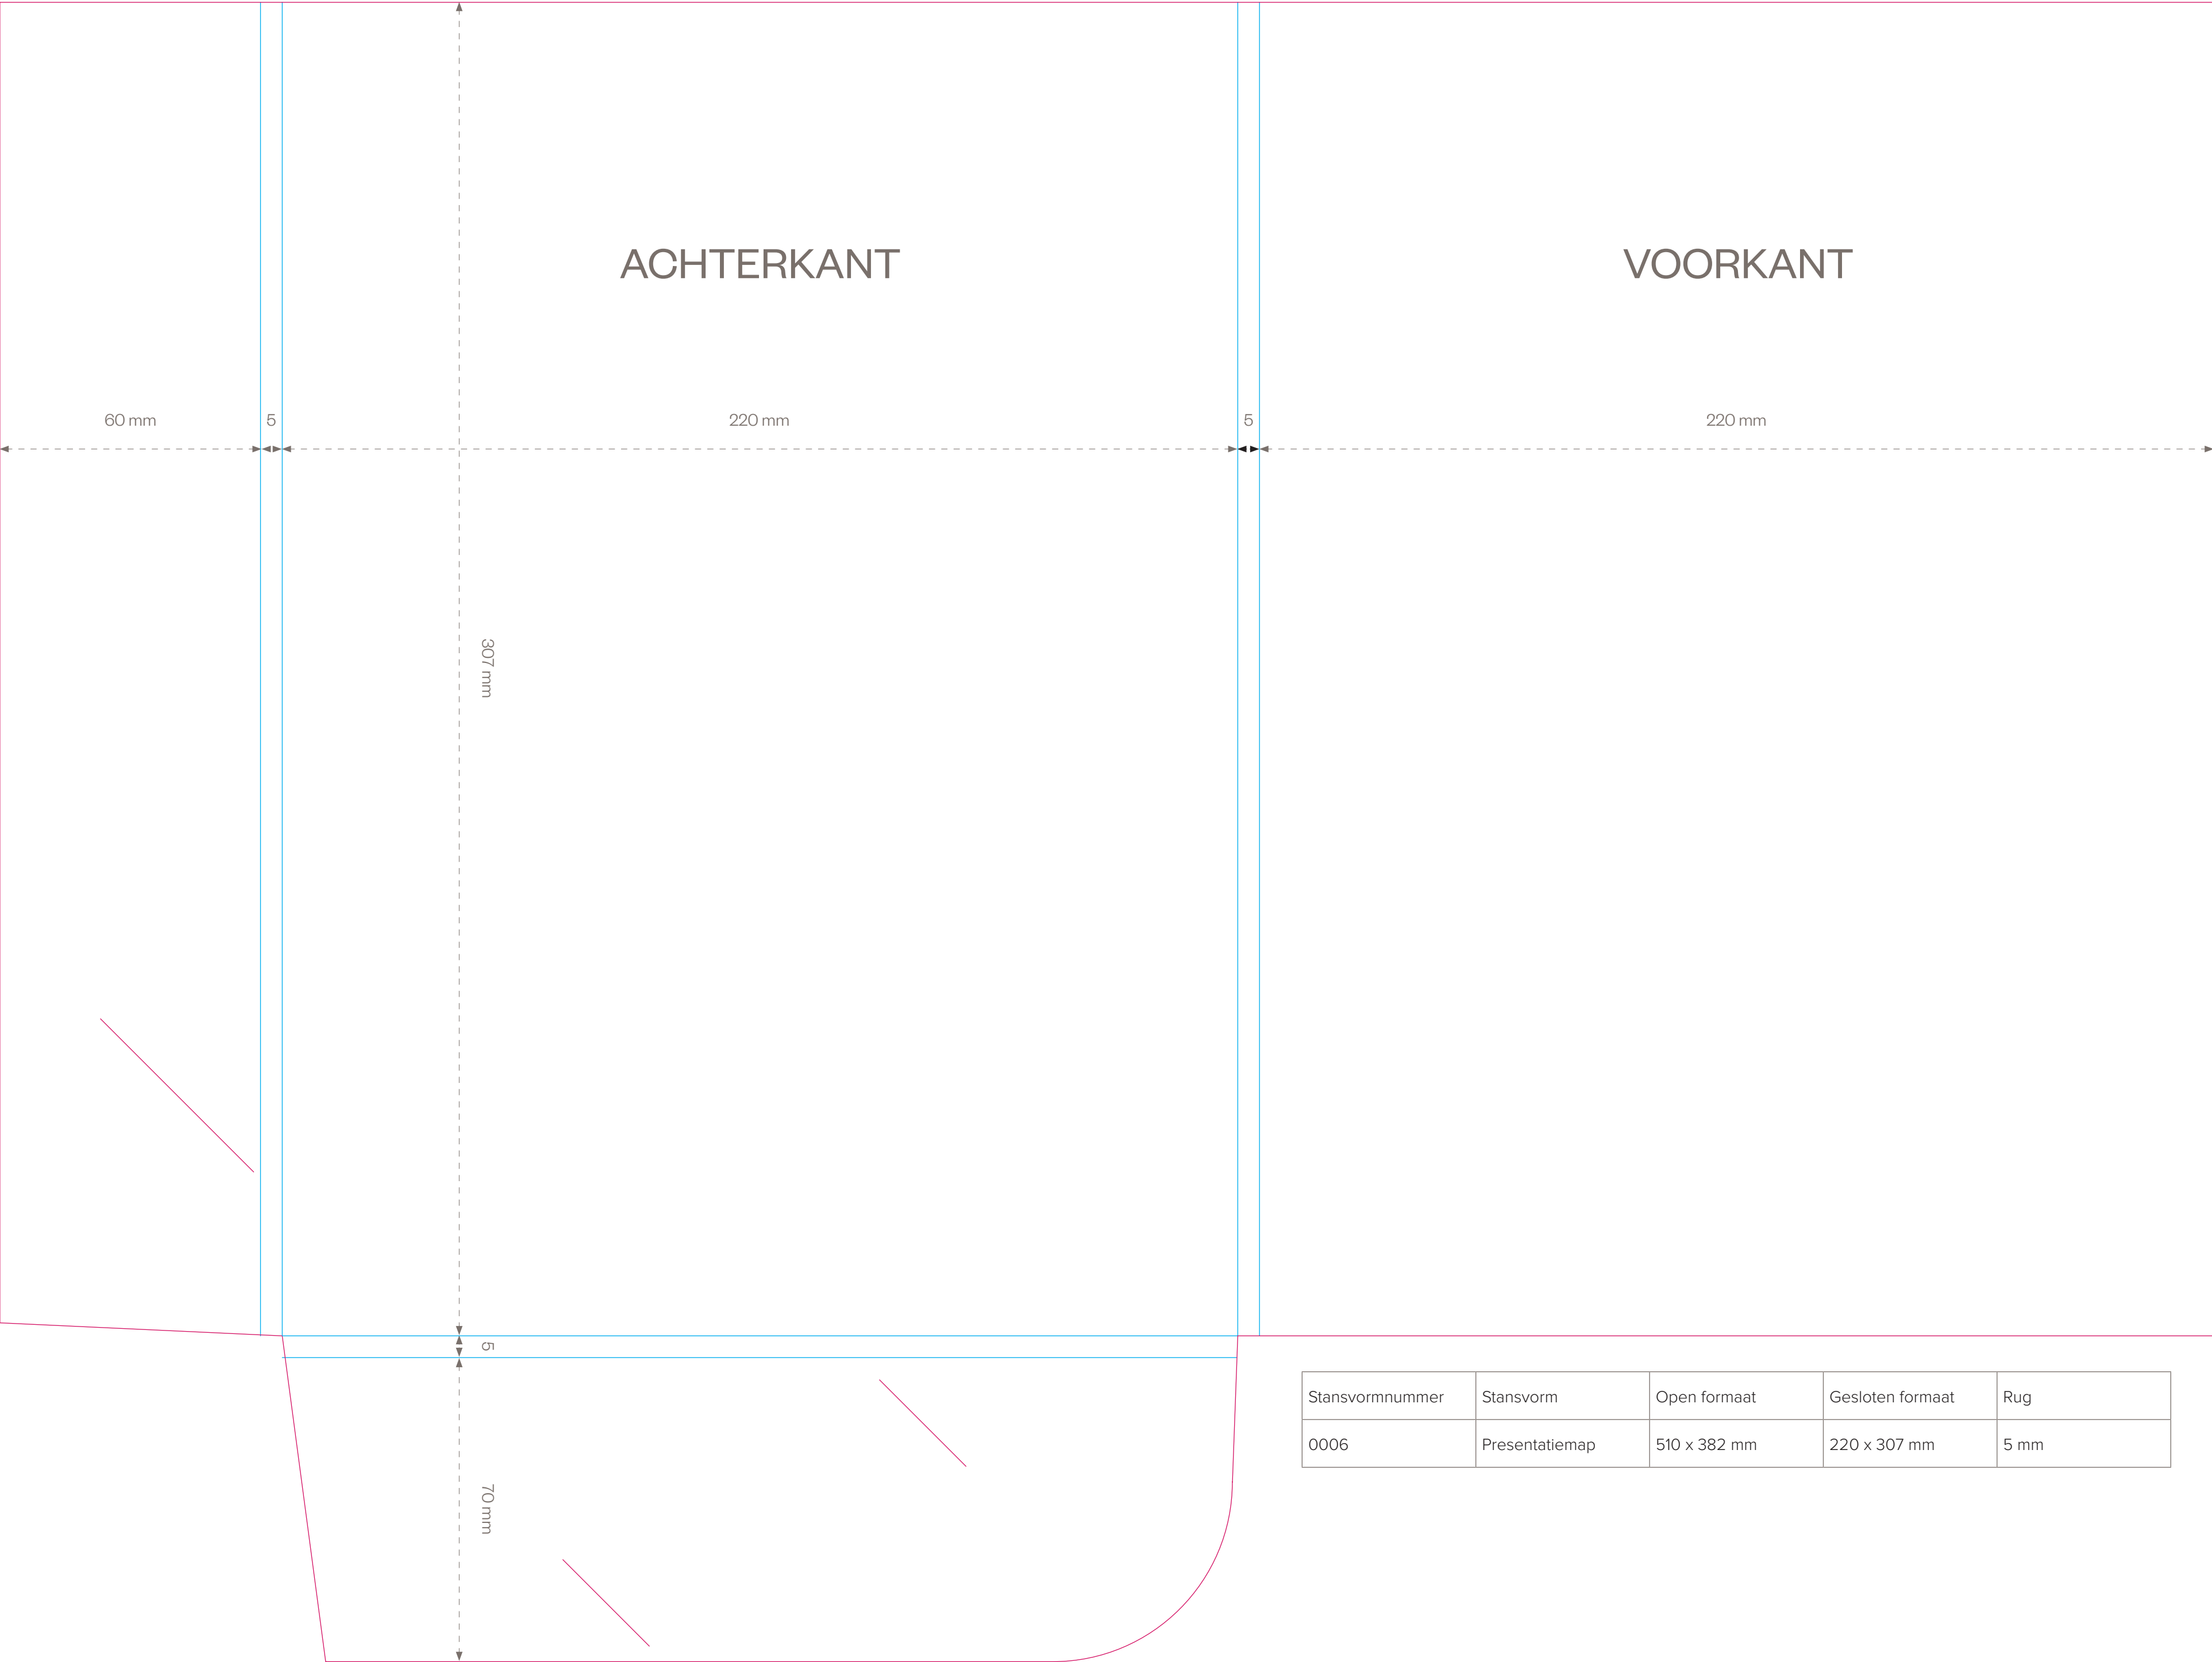 ACHTERKANT
VOORKANT
60 mm
5
220 mm
5
220 mm
307 mm
5
70 mm
Stansvormnummer Stansvorm Open formaat Gesloten formaat Rug
0006 Presentatiemap 510 x 382 mm 220 x 307 mm 5 mm